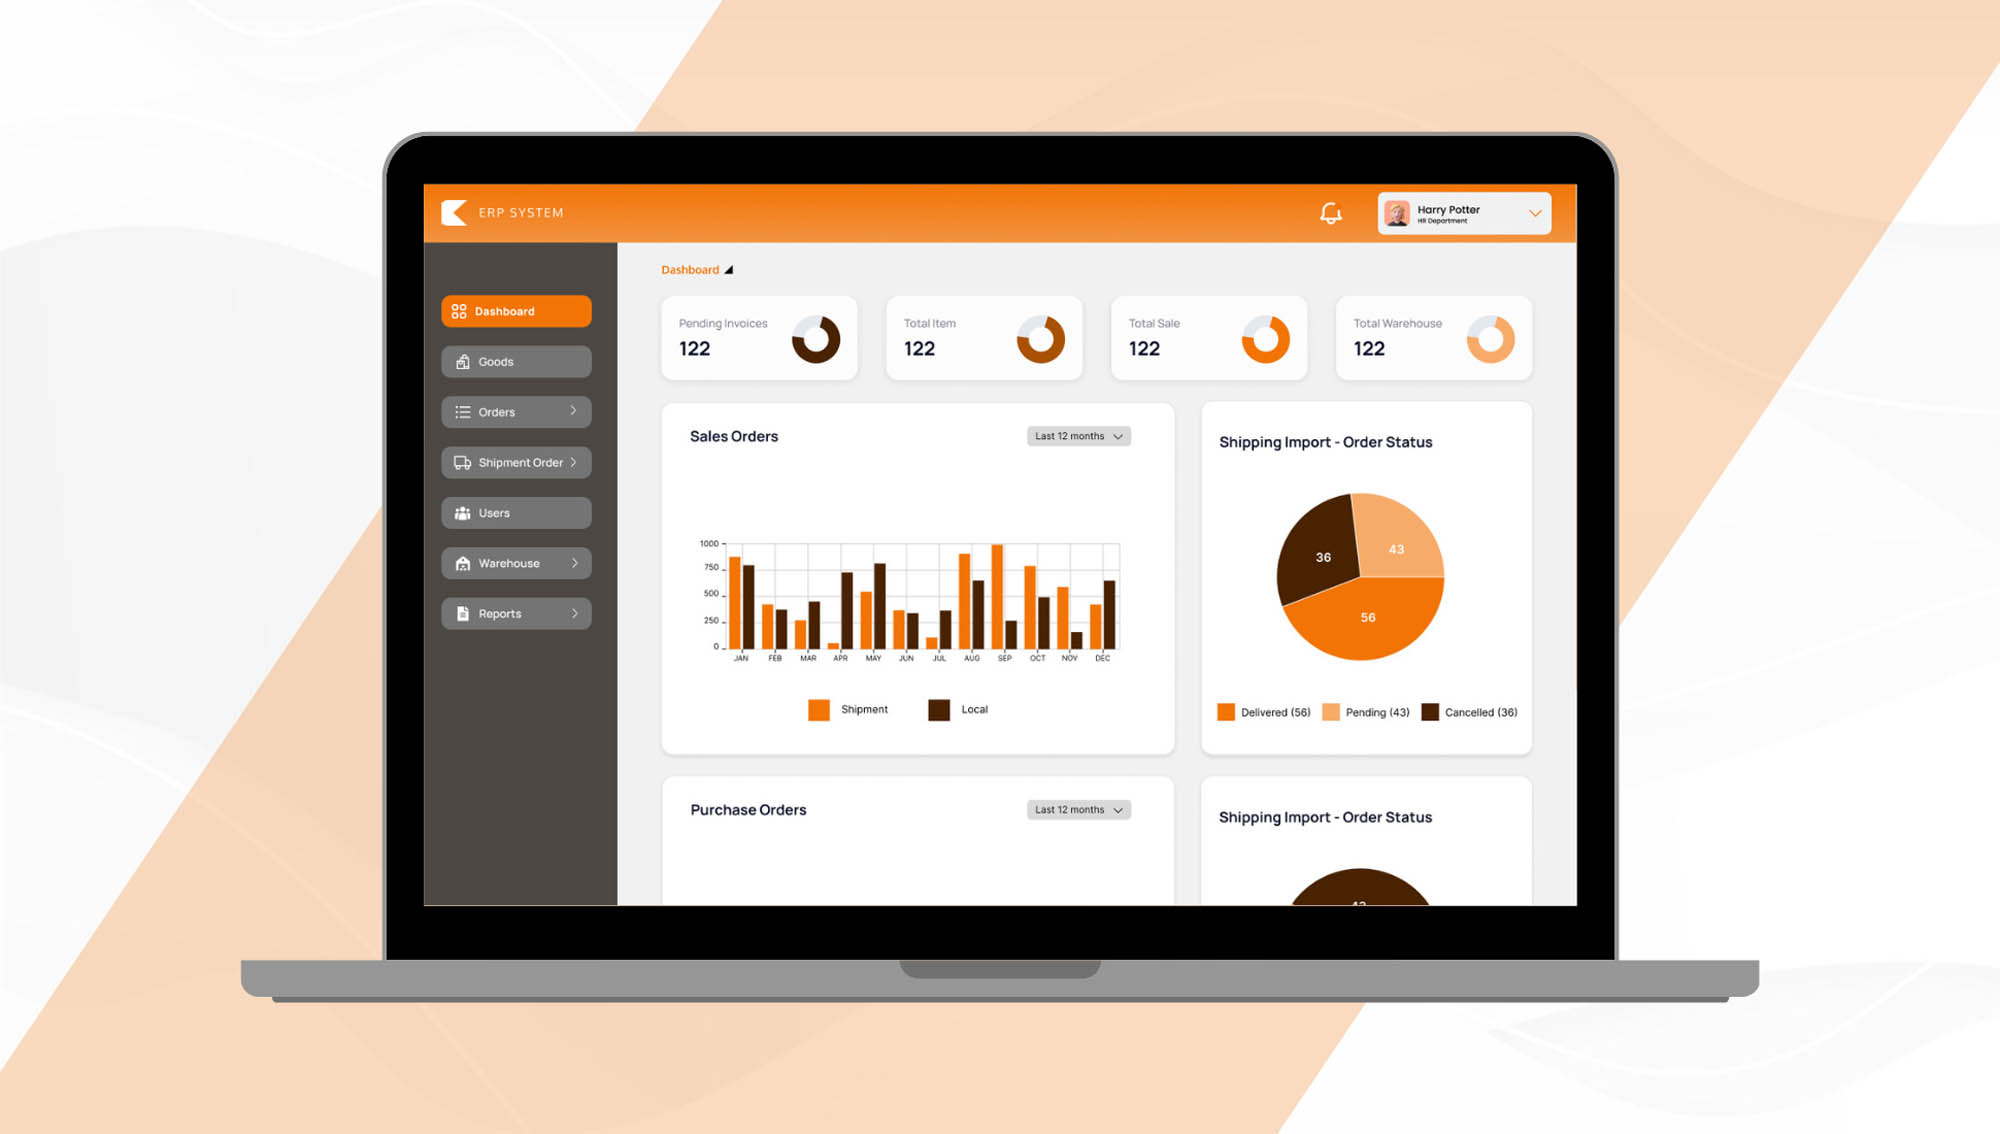 ERP SYSTEM
Harry Potter
HR Department
Dashboard
Dashboard
Goods
Orders
Shipment Order
Users
Warehouse
Reports
Pending Invoices
122
Total Item
122
Total Sale
122
Total Warehouse
122
Sales Orders
Last 12 months
1000
750
500
250
0
JAN FEB MAR APR MAY JUN JUL AUG SEP OCT NOV DEC
Shipment Local
Shipping Import - Order Status
36
43
56
Delivered (56) Pending (43) Cancelled (36)
Purchase Orders
Last 12 months
Shipping Import - Order Status